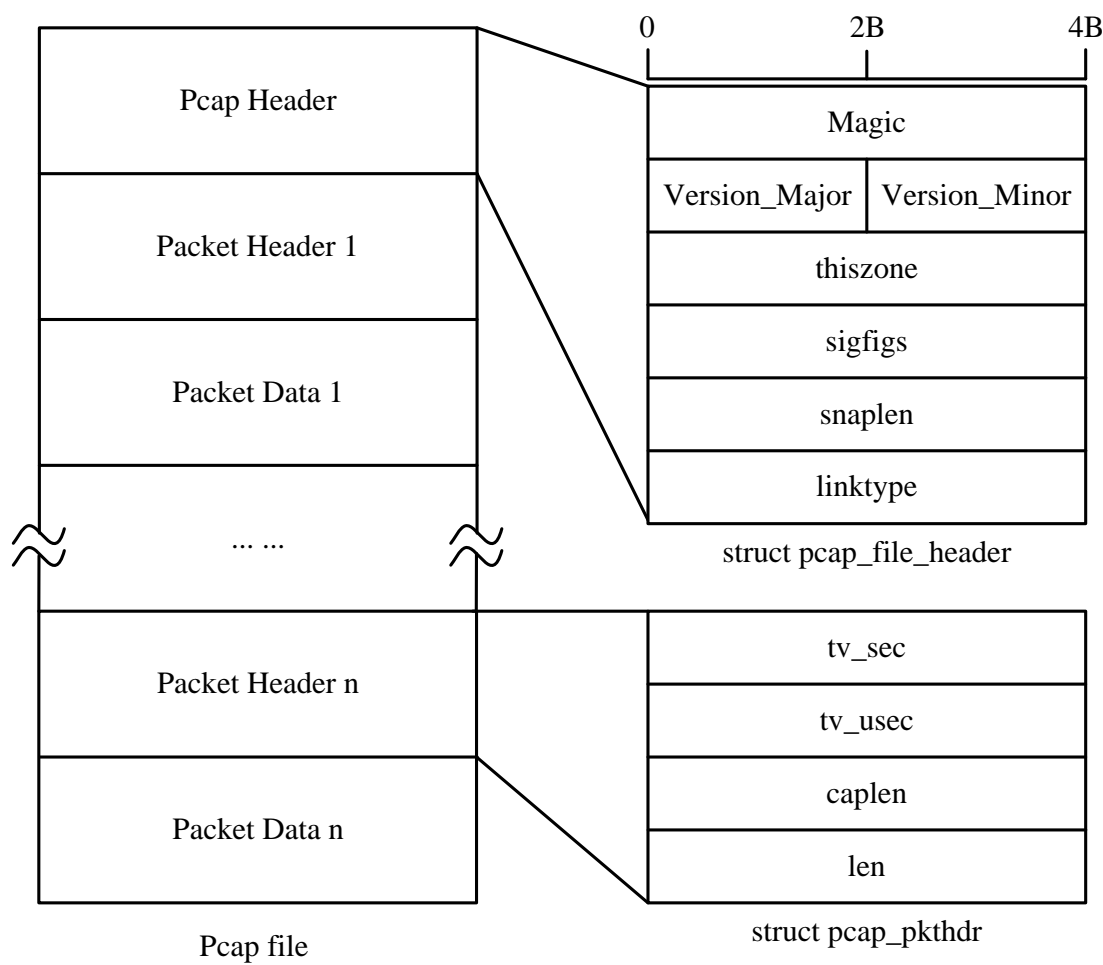 0 2B 4B
Pcap Header
Magic
Version_Major Version_Minor
Packet Header 1
thiszone
sigfigs
Packet Data 1
snaplen
linktype
... ...
struct pcap_file_header
tv_sec
Packet Header n
tv_usec
caplen
Packet Data n
len
Pcap file
struct pcap_pkthdr